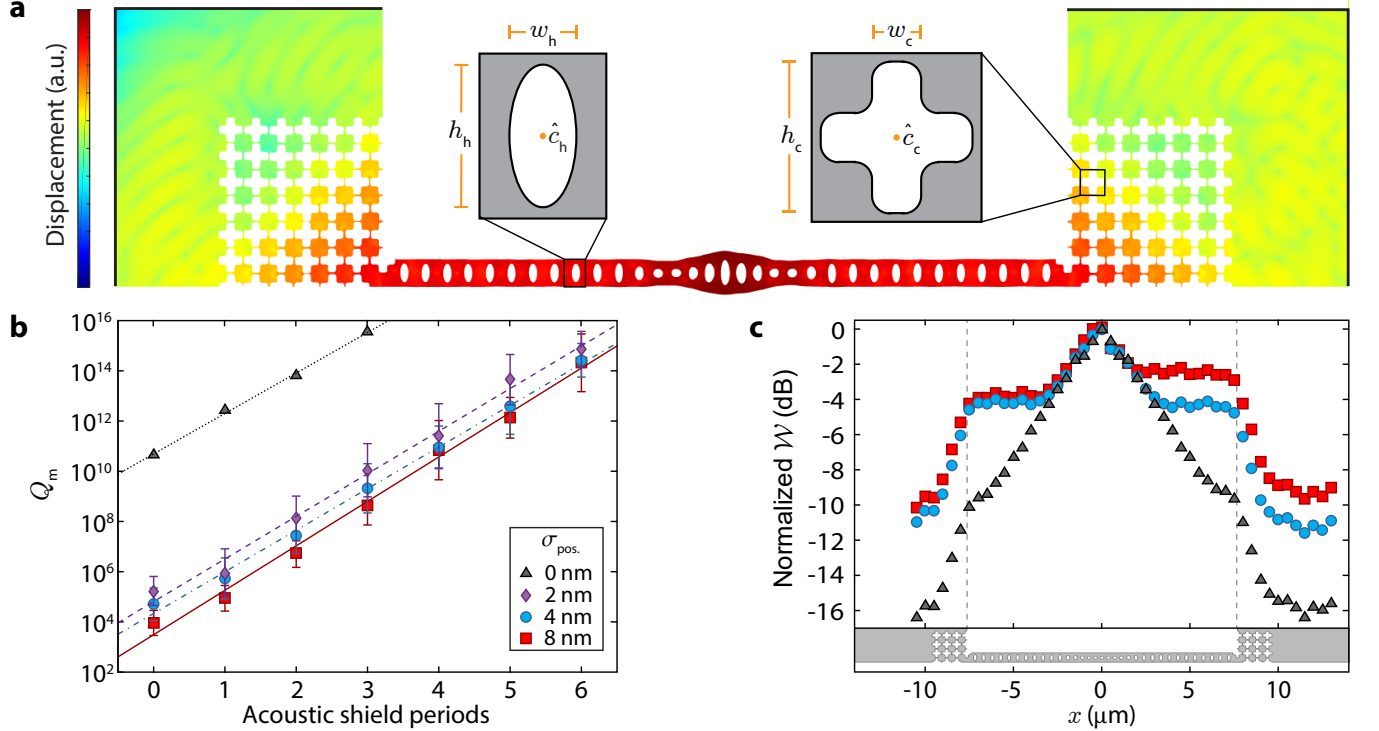 a
Displacement (a.u.)
w_h
h_h
ĉ_h
w_c
h_c
ĉ_c
b
Q_m
10^16
10^14
10^12
10^10
10^8
10^6
10^4
10^2
0 1 2 3 4 5 6
Acoustic shield periods
σ_pos.
0 nm
2 nm
4 nm
8 nm
c
Normalized 𝒲 (dB)
0
-2
-4
-6
-8
-10
-12
-14
-16
-10 -5 0 5 10
x (μm)